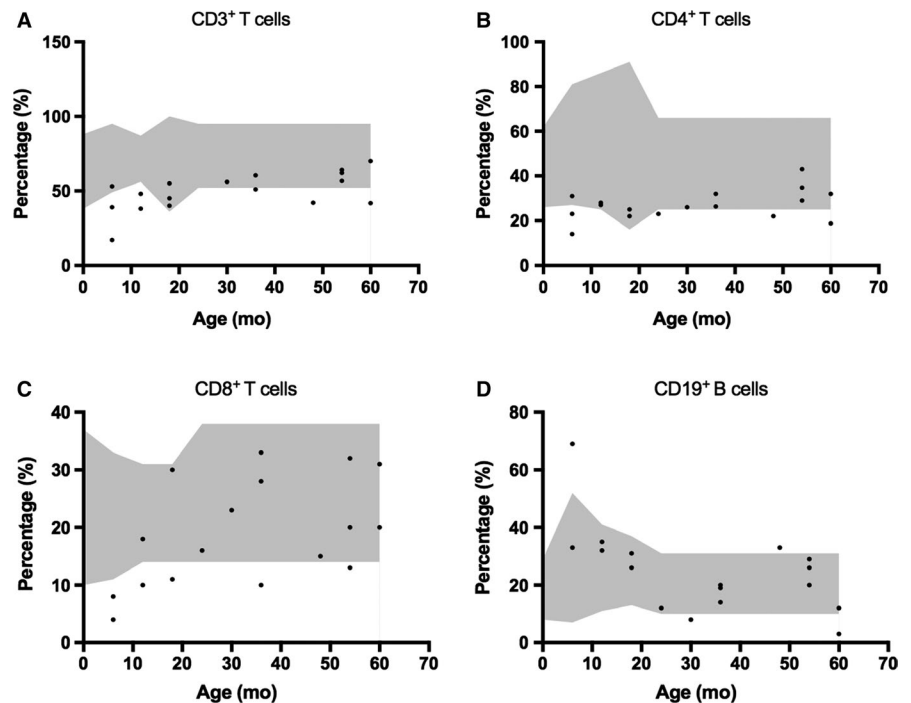 A CD3+ T cells
150
100
50
0
Percentage (%)
0 10 20 30 40 50 60 70
Age (mo)
B CD4+ T cells
100
80
60
40
20
0
Percentage (%)
0 10 20 30 40 50 60 70
Age (mo)
C CD8+ T cells
40
30
20
10
0
Percentage (%)
0 10 20 30 40 50 60 70
Age (mo)
D CD19+ B cells
80
60
40
20
0
Percentage (%)
0 10 20 30 40 50 60 70
Age (mo)